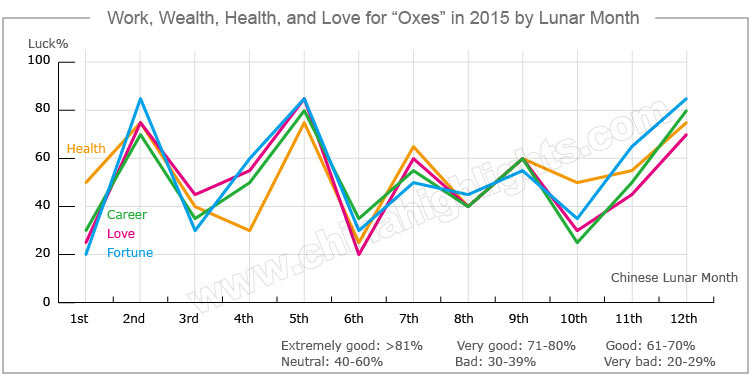 Work, Wealth, Health, and Love for “Oxes” in 2015 by Lunar Month
Luck%
100
80
Health
60
40
Career
Love
20
Fortune
www.chinahighlights.com
Chinese Lunar Month
0
1st 2nd 3rd 4th 5th 6th 7th 8th 9th 10th 11th 12th
Extremely good: >81% Very good: 71-80% Good: 61-70%
Neutral: 40-60% Bad: 30-39% Very bad: 20-29%